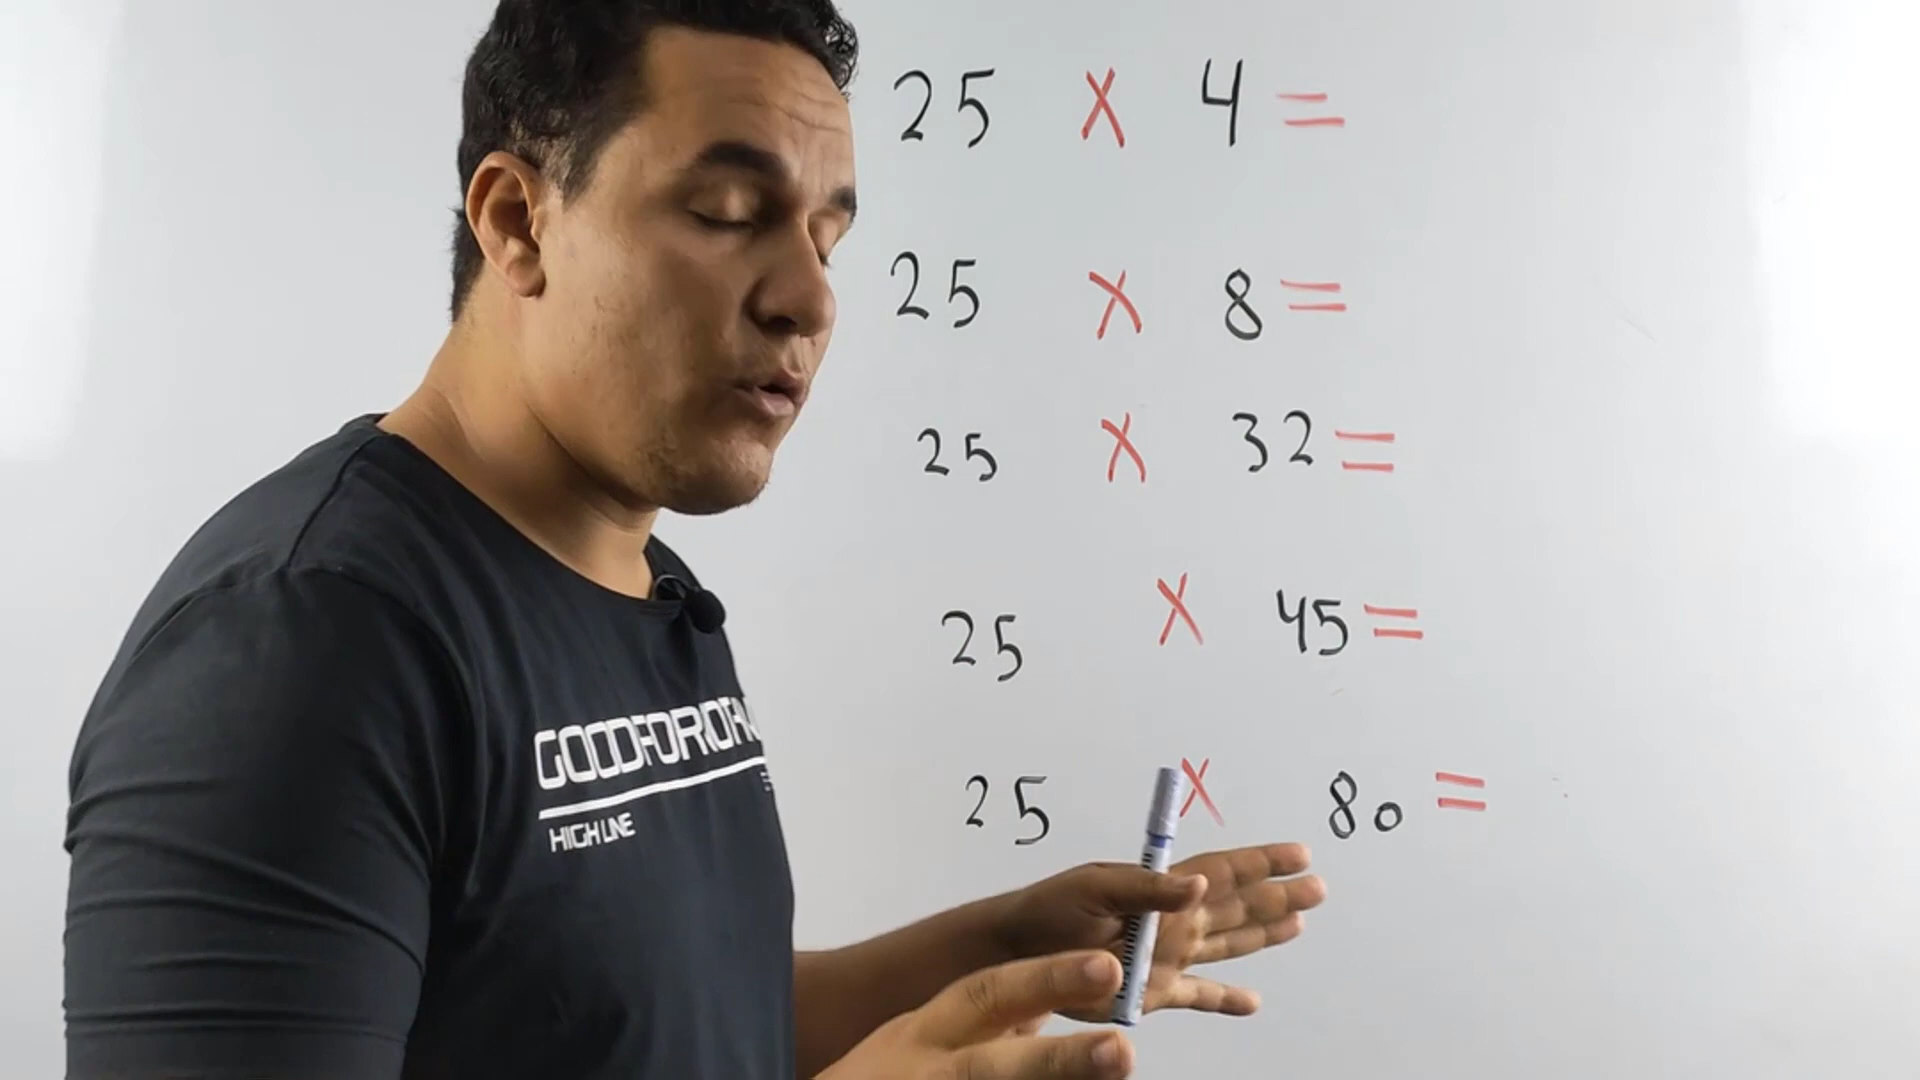 25 X 4 =
25 X 8 =
25 X 32 =
25 X 45 =
25 X 80 =
HIGH LINE